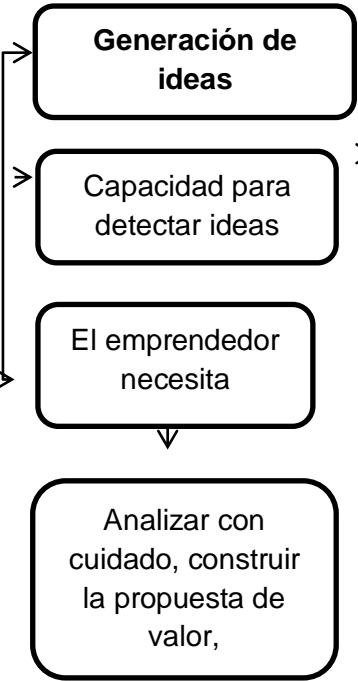 Generación de
ideas
Capacidad para
detectar ideas
El emprendedor
necesita
Analizar con
cuidado, construir
la propuesta de
valor,